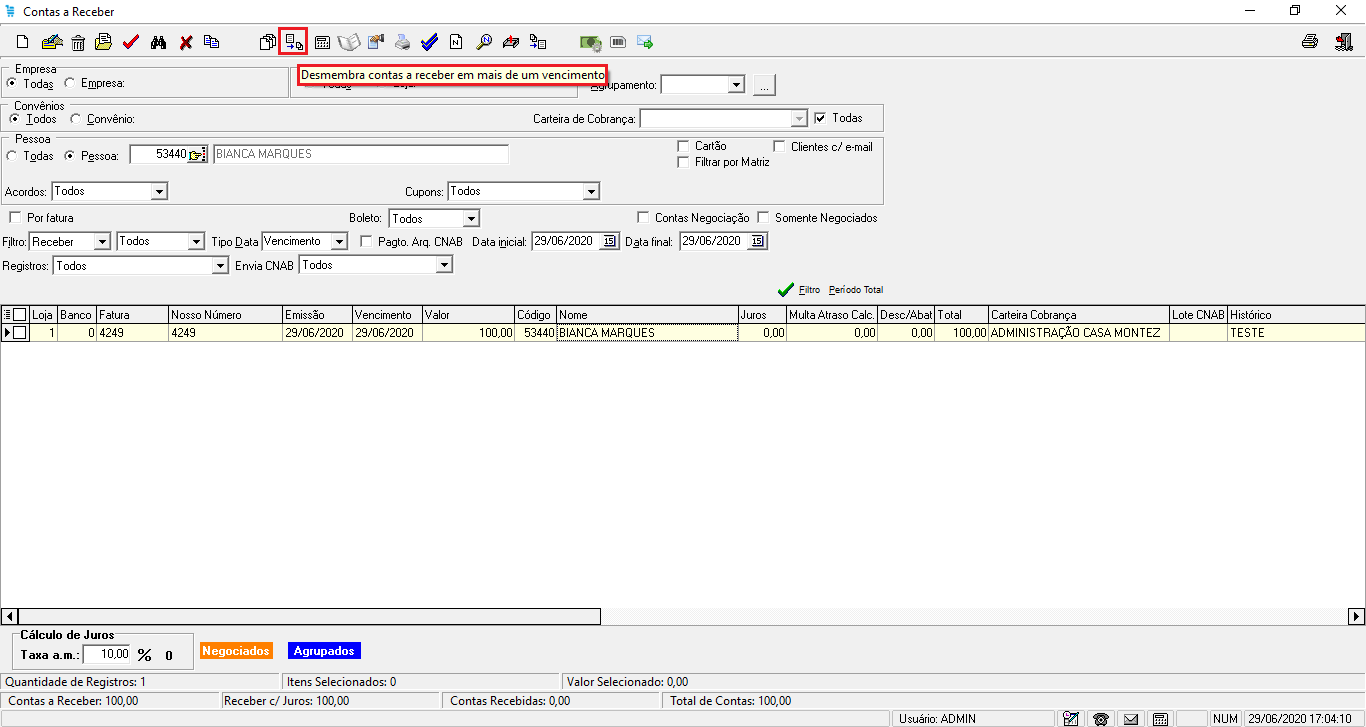 Contas a Receber
Desmembra contas a receber em mais de um vencimento
Empresa
Todas Empresa:
Agrupamento: ...
Convênios
Todos Convênio: Carteira de Cobrança: Todas
Pessoa
Todas Pessoa: 53440 BIANCA MARQUES
Cartão Clientes c/ e-mail
Filtrar por Matriz
Acordos: Todos Cupons: Todos
Por fatura Boleto: Todos Contas Negociação Somente Negociados
Filtro: Receber Todos Tipo Data Vencimento Pagto. Arq. CNAB Data inicial: 29/06/2020 15 Data final: 29/06/2020 15
Registros: Todos Envia CNAB Todos
Filtro Período Total
Loja Banco Fatura Nosso Número Emissão Vencimento Valor Código Nome Juros Multa Atraso Calc. Desc/Abat Total Carteira Cobrança Lote CNAB Histórico
1 0 4249 4249 29/06/2020 29/06/2020 100,00 53440 BIANCA MARQUES 0,00 0,00 0,00 100,00 ADMINISTRAÇÃO CASA MONTEZ TESTE
Cálculo de Juros
Taxa a.m.: 10,00 % 0 Negociados Agrupados
Quantidade de Registros: 1 Itens Selecionados: 0 Valor Selecionado: 0,00
Contas a Receber: 100,00 Receber c/ Juros: 100,00 Contas Recebidas: 0,00 Total de Contas: 100,00
Usuário: ADMIN NUM 29/06/2020 17:04:10